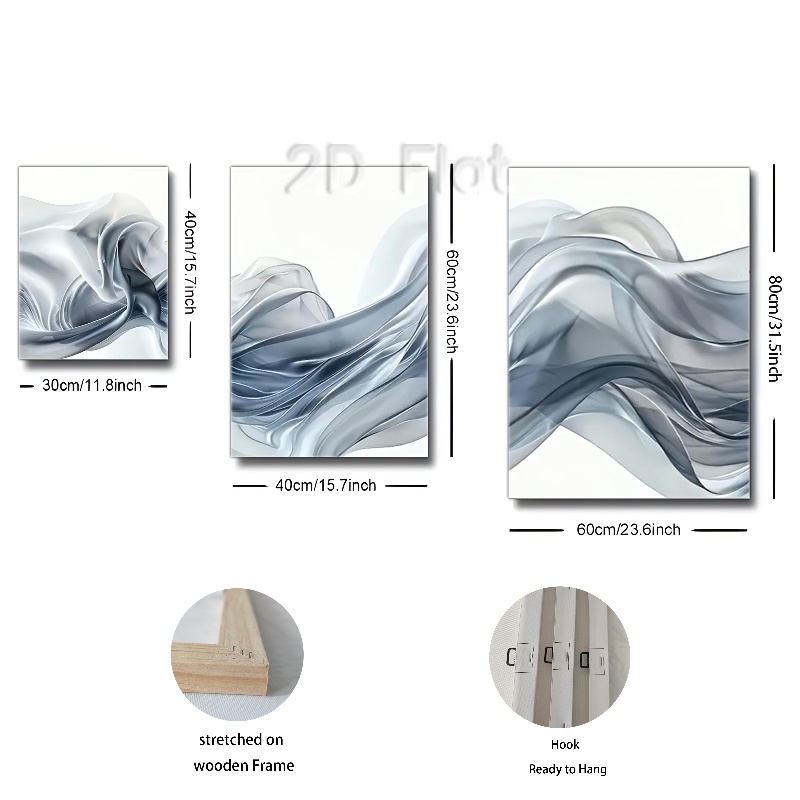 2D Flat
40cm/15.7inch
30cm/11.8inch
60cm/23.6inch
40cm/15.7inch
80cm/31.5inch
60cm/23.6inch
stretched on
wooden Frame
Hook
Ready to Hang